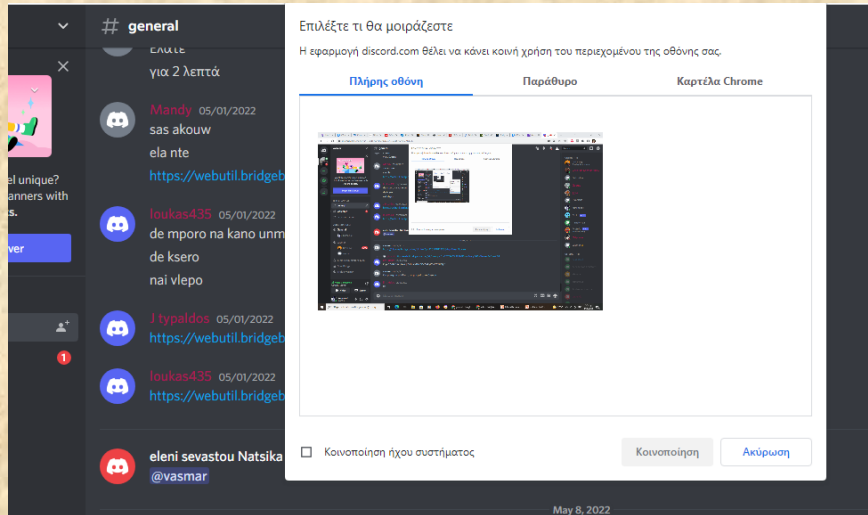 # general
Ελάτε
για 2 λεπτά
Mandy 05/01/2022
sas akouw
ela nte
https://webutil.bridgeb
el unique?
anners with
s.
ver
loukas435 05/01/2022
de mporo na kano unm
de ksero
nai vlepo
J typaldos 05/01/2022
https://webutil.bridgeb
1
loukas435 05/01/2022
https://webutil.bridgeb
eleni sevastou Natsika
@vasmar
May 8, 2022
Επιλέξτε τι θα μοιράζεστε
Η εφαρμογή discord.com θέλει να κάνει κοινή χρήση του περιεχομένου της οθόνης σας.
Πλήρης οθόνη
Παράθυρο
Καρτέλα Chrome
Κοινοποίηση ήχου συστήματος
Κοινοποίηση
Ακύρωση